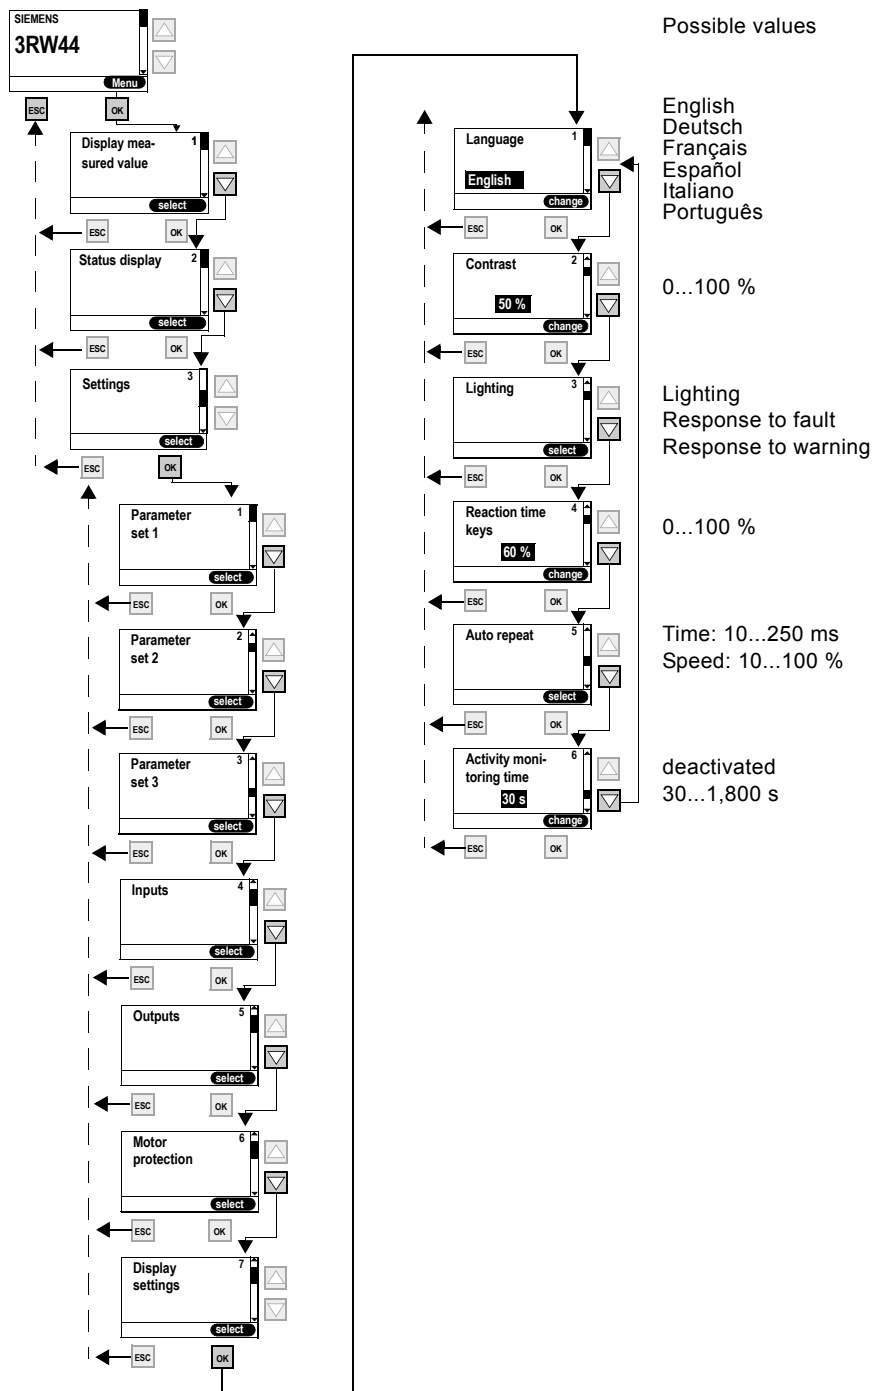 SIEMENS
3RW44
Menu
ESC
OK
Display mea-
sured value
1
select
ESC
OK
Status display
2
select
ESC
OK
Settings
3
select
ESC
OK
Parameter
set 1
1
select
ESC
OK
Parameter
set 2
2
select
ESC
OK
Parameter
set 3
3
select
ESC
OK
Inputs
4
select
ESC
OK
Outputs
5
select
ESC
OK
Motor
protection
6
select
ESC
OK
Display
settings
7
select
ESC
OK
Language
1
English
change
ESC
OK
Contrast
2
50 %
change
ESC
OK
Lighting
3
select
ESC
OK
Reaction time
keys
4
60 %
change
ESC
OK
Auto repeat
5
select
ESC
OK
Activity moni-
toring time
6
30 s
change
ESC
OK
Possible values
English
Deutsch
Français
Español
Italiano
Português
0...100 %
Lighting
Response to fault
Response to warning
0...100 %
Time: 10...250 ms
Speed: 10...100 %
deactivated
30...1,800 s